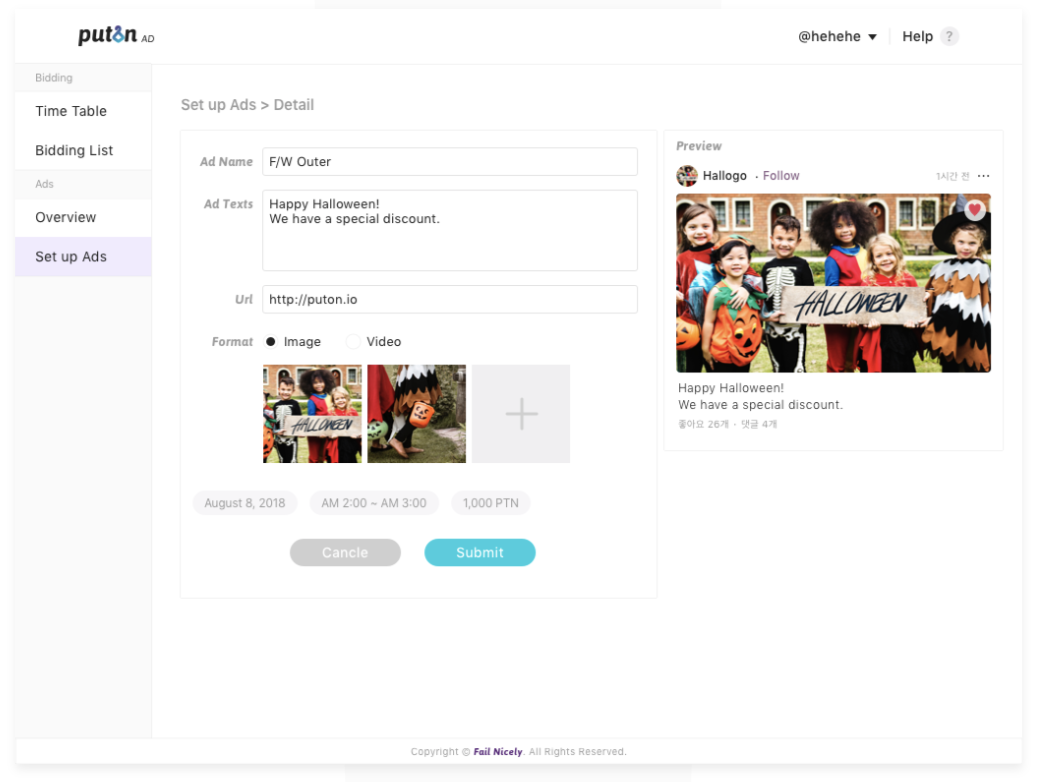 puton AD
@hehehe ▼ Help ?
Bidding
Time Table
Bidding List
Ads
Overview
Set up Ads
Set up Ads > Detail
Ad Name F/W Outer
Ad Texts Happy Halloween!
We have a special discount.
Url http://puton.io
Format Image Video
HALLOWEEN
August 8, 2018 AM 2:00 ~ AM 3:00 1,000 PTN
Cancle Submit
Preview
Hallogo · Follow 1시간 전 ···
HALLOWEEN
Happy Halloween!
We have a special discount.
좋아요 26개 · 댓글 4개
Copyright © Fail Nicely. All Rights Reserved.